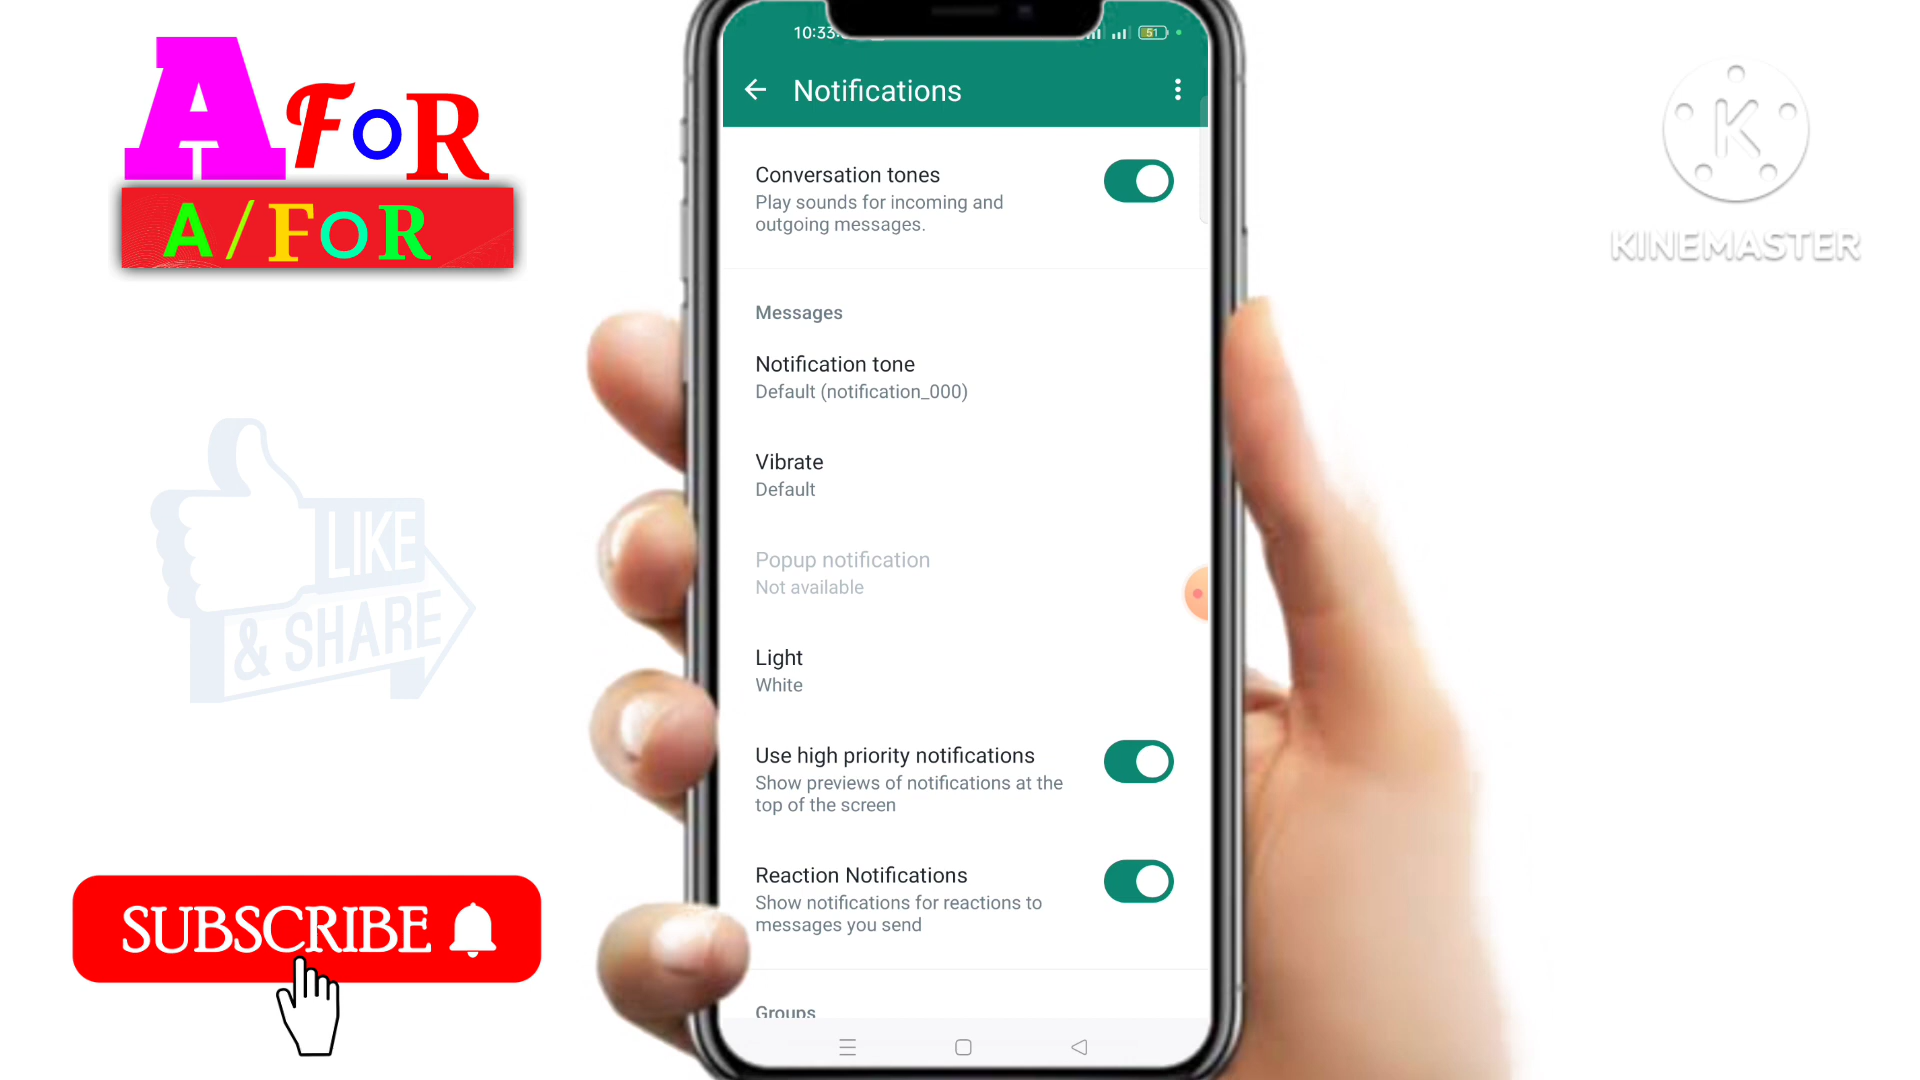 A FoR
A/FoR
LIKE
& SHARE
SUBSCRIBE
10:33
51
Notifications
Conversation tones
Play sounds for incoming and
outgoing messages.
Messages
Notification tone
Default (notification_000)
Vibrate
Default
Popup notification
Not available
Light
White
Use high priority notifications
Show previews of notifications at the
top of the screen
Reaction Notifications
Show notifications for reactions to
messages you send
Groups
K
KINEMASTER